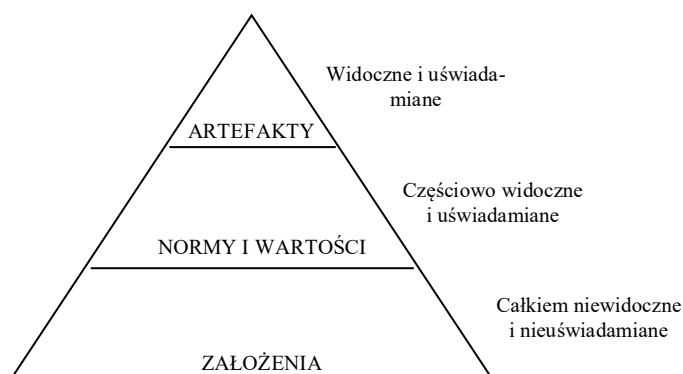 Widoczne i uświada-
miane
ARTEFAKTY
Częściowo widoczne
i uświadamiane
NORMY I WARTOŚCI
Całkiem niewidoczne
i nieuświadamiane
ZAŁOŻENIA